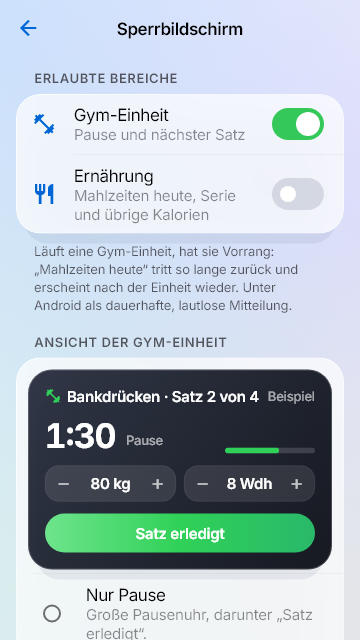 Sperrbildschirm
ERLAUBTE BEREICHE
Gym-Einheit
Pause und nächster Satz
Ernährung
Mahlzeiten heute, Serie
und übrige Kalorien
Läuft eine Gym-Einheit, hat sie Vorrang:
„Mahlzeiten heute“ tritt so lange zurück und
erscheint nach der Einheit wieder. Unter
Android als dauerhafte, lautlose Mitteilung.
ANSICHT DER GYM-EINHEIT
Bankdrücken · Satz 2 von 4 Beispiel
1:30 Pause
− 80 kg + − 8 Wdh +
Satz erledigt
Nur Pause
Große Pausenuhr, darunter „Satz
erledigt“.